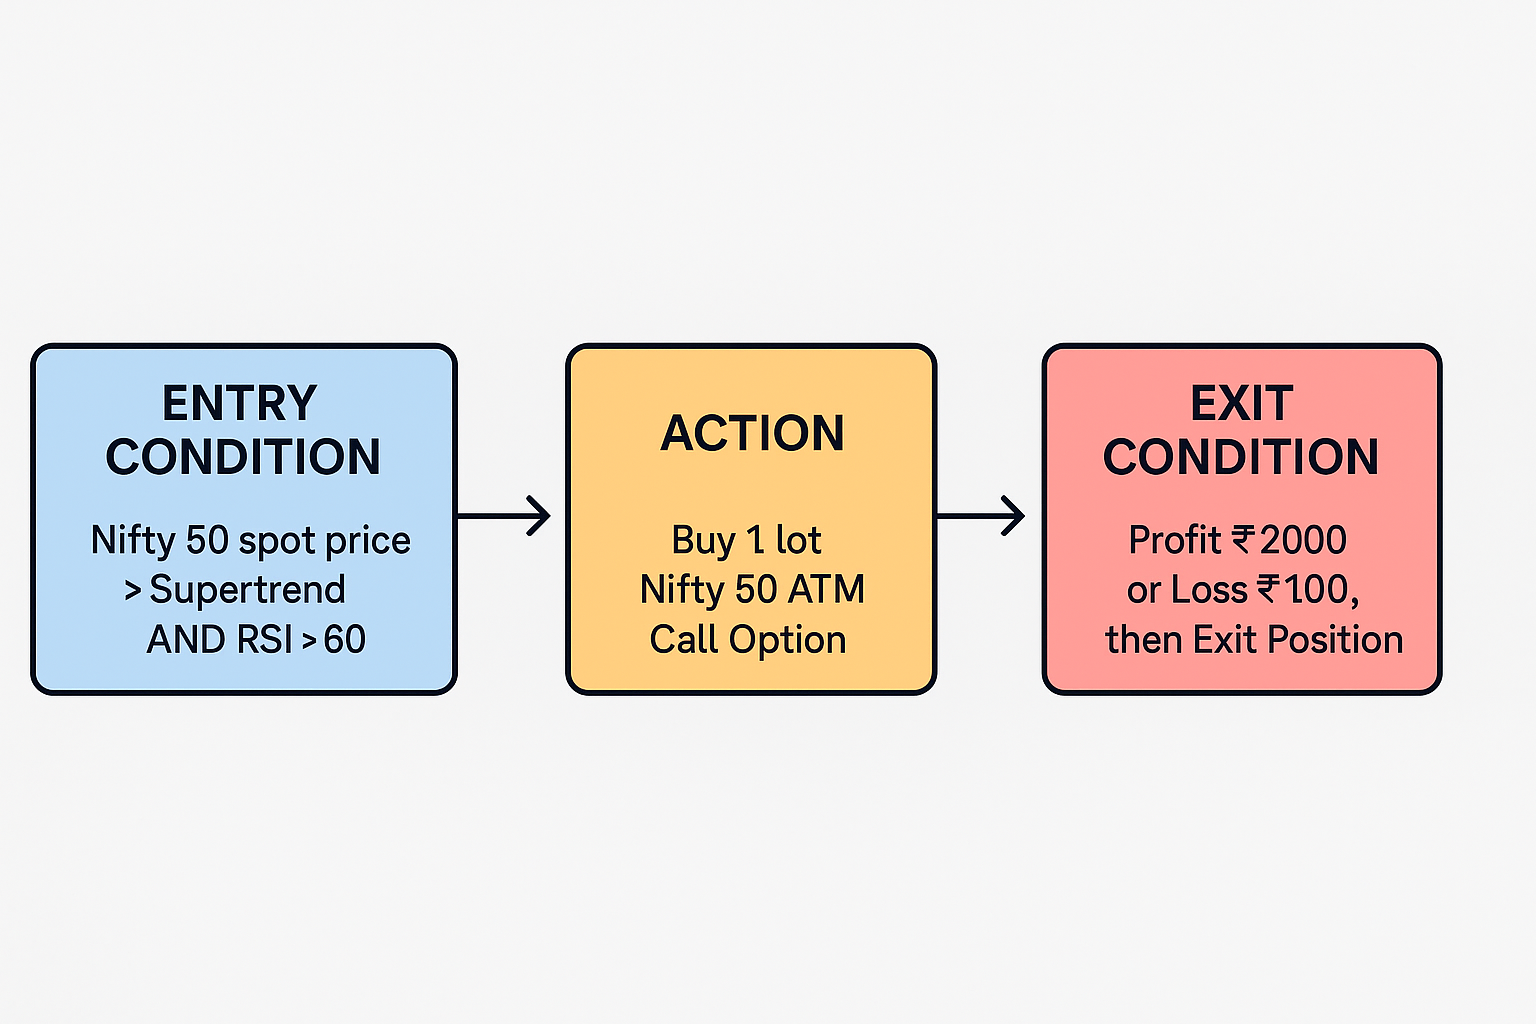 ENTRY
CONDITION
Nifty 50 spot price
> Supertrend
AND RSI > 60
ACTION
Buy 1 lot
Nifty 50 ATM
Call Option
EXIT
CONDITION
Profit ₹2000
or Loss ₹100,
then Exit Position